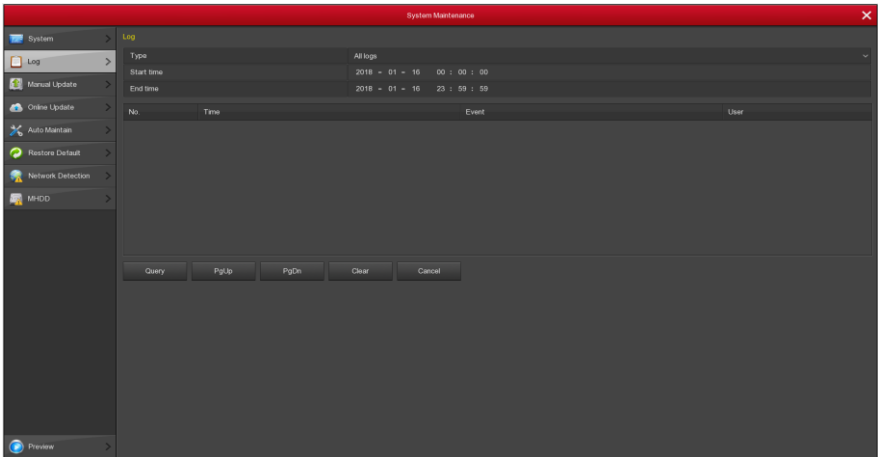 System Maintenance
System
Log
Manual Update
Online Update
Auto Maintain
Restore Default
Network Detection
MHDD
Preview
Log
Type All logs
Start time 2018 - 01 - 16 00 : 00 : 00
End time 2018 - 01 - 16 23 : 59 : 59
No. Time Event User
Query PgUp PgDn Clear Cancel